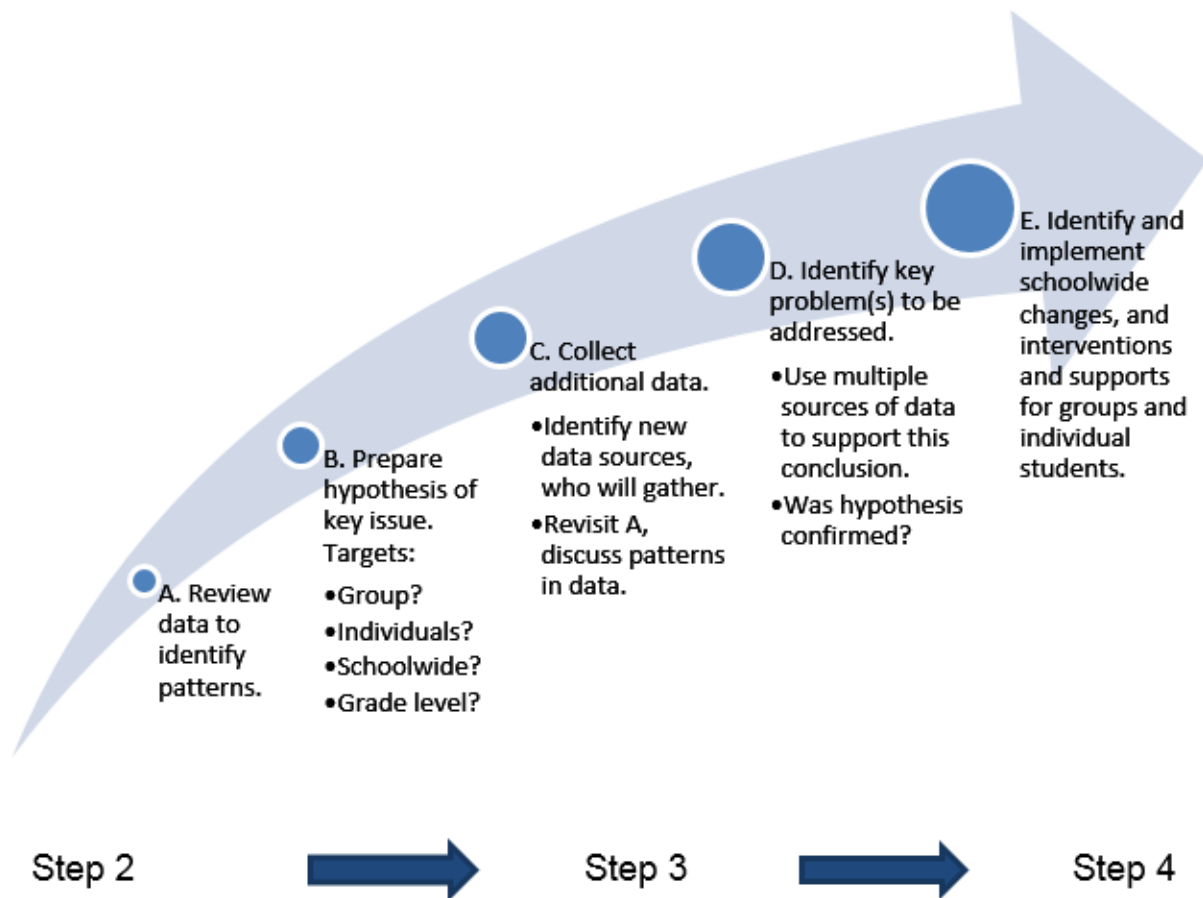 A. Review
data to
identify
patterns.
B. Prepare
hypothesis of
key issue.
Targets:
•Group?
•Individuals?
•Schoolwide?
•Grade level?
C. Collect
additional data.
•Identify new
data sources,
who will gather.
•Revisit A,
discuss patterns
in data.
D. Identify key
problem(s) to be
addressed.
•Use multiple
sources of data
to support this
conclusion.
•Was hypothesis
confirmed?
E. Identify and
implement
schoolwide
changes, and
interventions
and supports
for groups and
individual
students.
Step 2
Step 3
Step 4